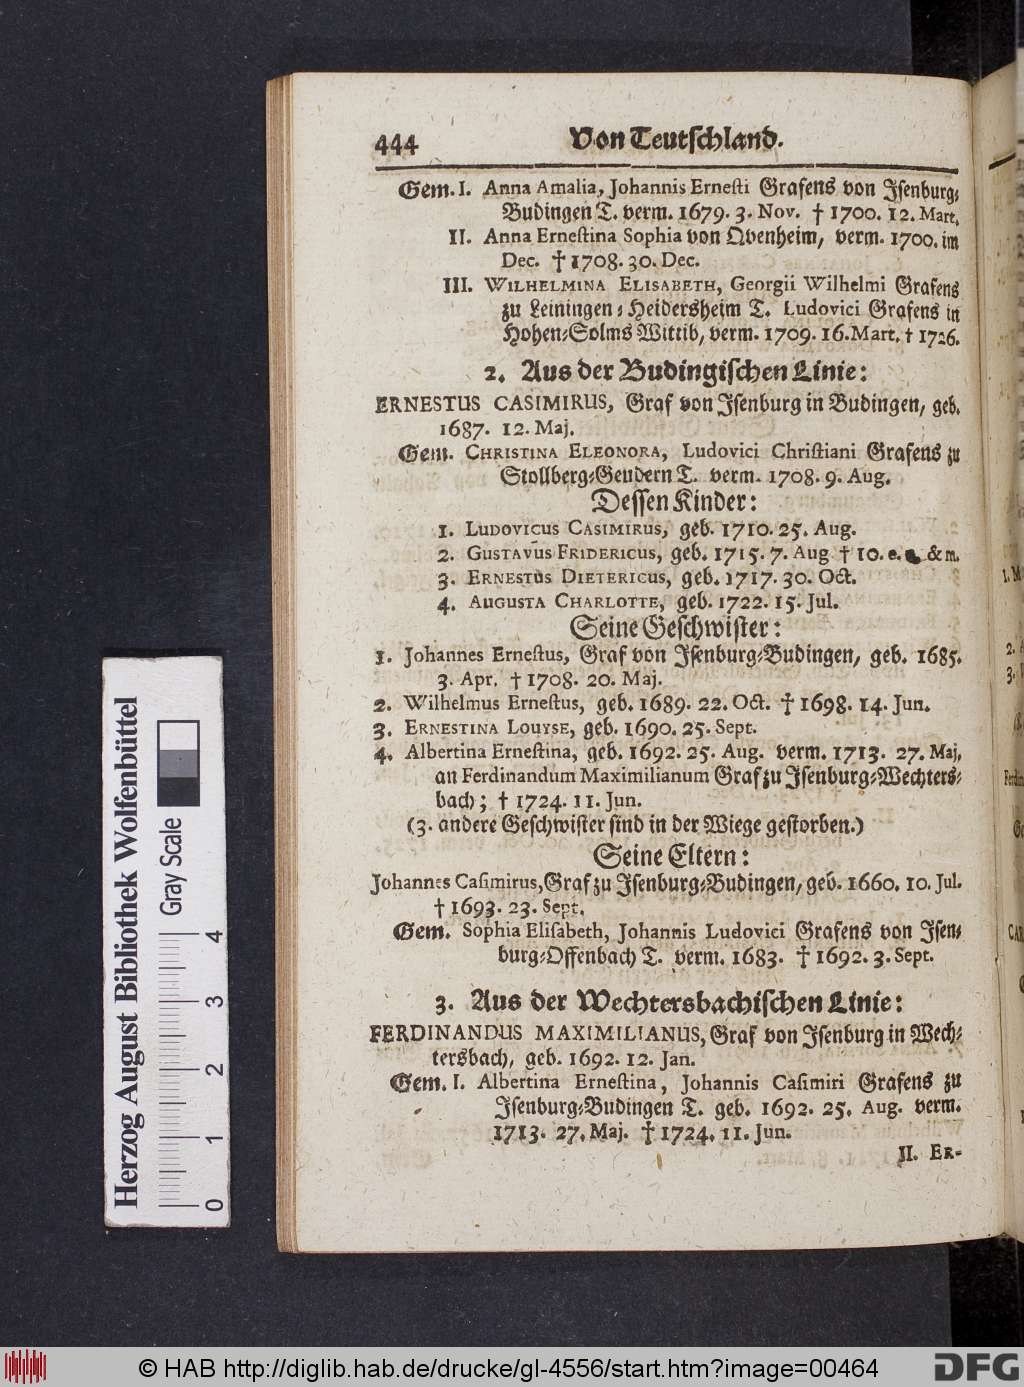 444 Von Teutschland.
Gem. I. Anna Amalia, Johannis Ernesti Grafens von Isenburg-
Budingen T. verm. 1679. 3. Nov. † 1700. 12. Mart.
II. Anna Ernestina Sophia von Qvenheim, verm. 1700. im
Dec. † 1708. 30. Dec.
III. WILHELMINA ELISABETH, Georgii Wilhelmi Grafens
zu Leiningen-Heidersheim T. Ludovici Grafens in
Hohen-Solms Wittib, verm. 1709. 16. Mart. † 1726.
2. Aus der Budingischen Linie:
ERNESTUS CASIMIRUS, Graf von Isenburg in Budingen, geb.
1687. 12. Maj.
Gem. CHRISTINA ELEONORA, Ludovici Christiani Grafens zu
Stollberg-Geudern T. verm. 1708. 9. Aug.
Dessen Kinder:
1. LUDOVICUS CASIMIRUS, geb. 1710. 25. Aug.
2. GUSTAVUS FRIDERICUS, geb. 1715. 7. Aug † 10. e. & m.
3. ERNESTUS DIETERICUS, geb. 1717. 30. Oct.
4. AUGUSTA CHARLOTTE, geb. 1722. 15. Jul.
Seine Geschwister:
1. Johannes Ernestus, Graf von Isenburg-Budingen, geb. 1685.
3. Apr. † 1708. 20. Maj.
2. Wilhelmus Ernestus, geb. 1689. 22. Oct. † 1698. 14. Jun.
3. ERNESTINA LOUYSE, geb. 1690. 25. Sept.
4. Albertina Ernestina, geb. 1692. 25. Aug. verm. 1713. 27. Maj,
an Ferdinandum Maximilianum Graf zu Isenburg-Wechters-
bach; † 1724. 11. Jun.
(3. andere Geschwister sind in der Wiege gestorben.)
Seine Eltern:
Johannes Casimirus, Graf zu Isenburg-Budingen, geb. 1660. 10. Jul.
† 1693. 23. Sept.
Gem. Sophia Elisabeth, Johannis Ludovici Grafens von Isen-
burg-Offenbach T. verm. 1683. † 1692. 3. Sept.
3. Aus der Wechtersbachischen Linie:
FERDINANDUS MAXIMILIANUS, Graf von Isenburg in Wech-
tersbach, geb. 1692. 12. Jan.
Gem. I. Albertina Ernestina, Johannis Casimiri Grafens zu
Isenburg-Budingen T. geb. 1692. 25. Aug. verm.
1713. 27. Maj. † 1724. 11. Jun.
II. ER-
Herzog August Bibliothek Wolfenbüttel
Gray Scale
0 1 2 3 4
© HAB http://diglib.hab.de/drucke/gl-4556/start.htm?image=00464
DFG